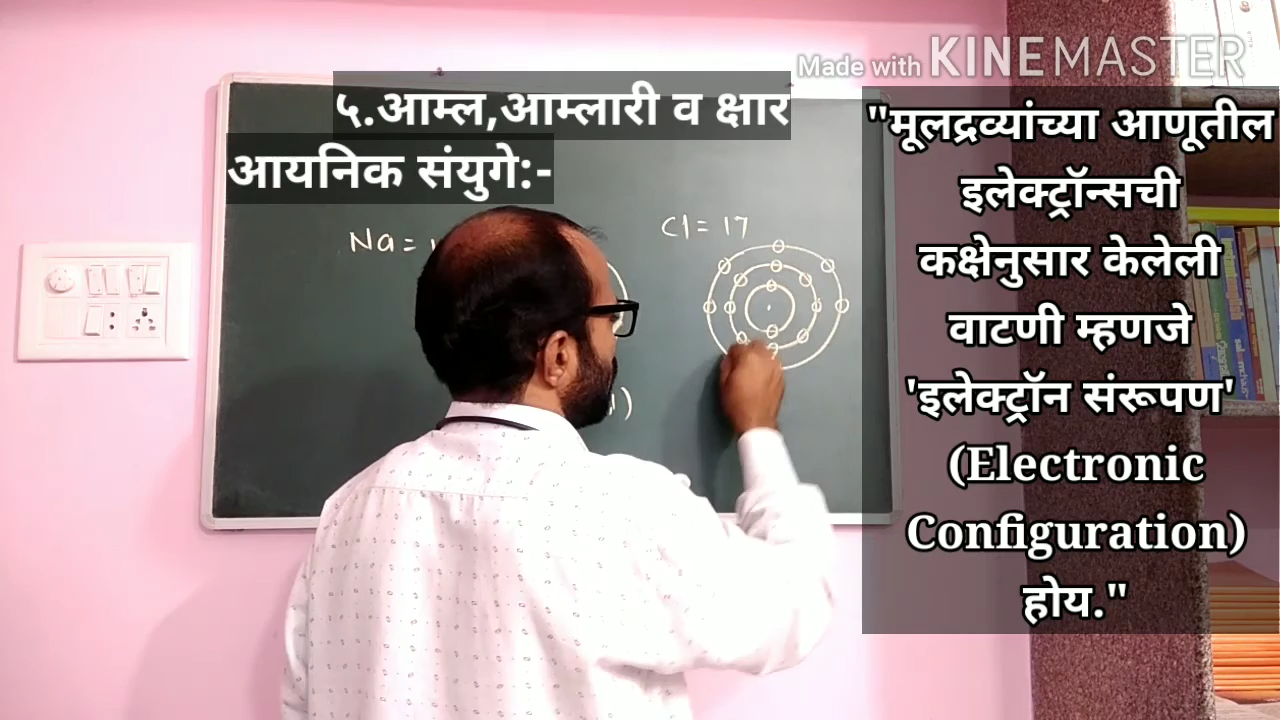 Made with KINEMASTER
५.आम्ल,आम्लारी व क्षार
आयनिक संयुगे:-
"मूलद्रव्यांच्या आणूतील
इलेक्ट्रॉन्सची
कक्षेनुसार केलेली
वाटणी म्हणजे
'इलेक्ट्रॉन संरूपण'
(Electronic
Configuration)
होय."
Na =
Cl = 17